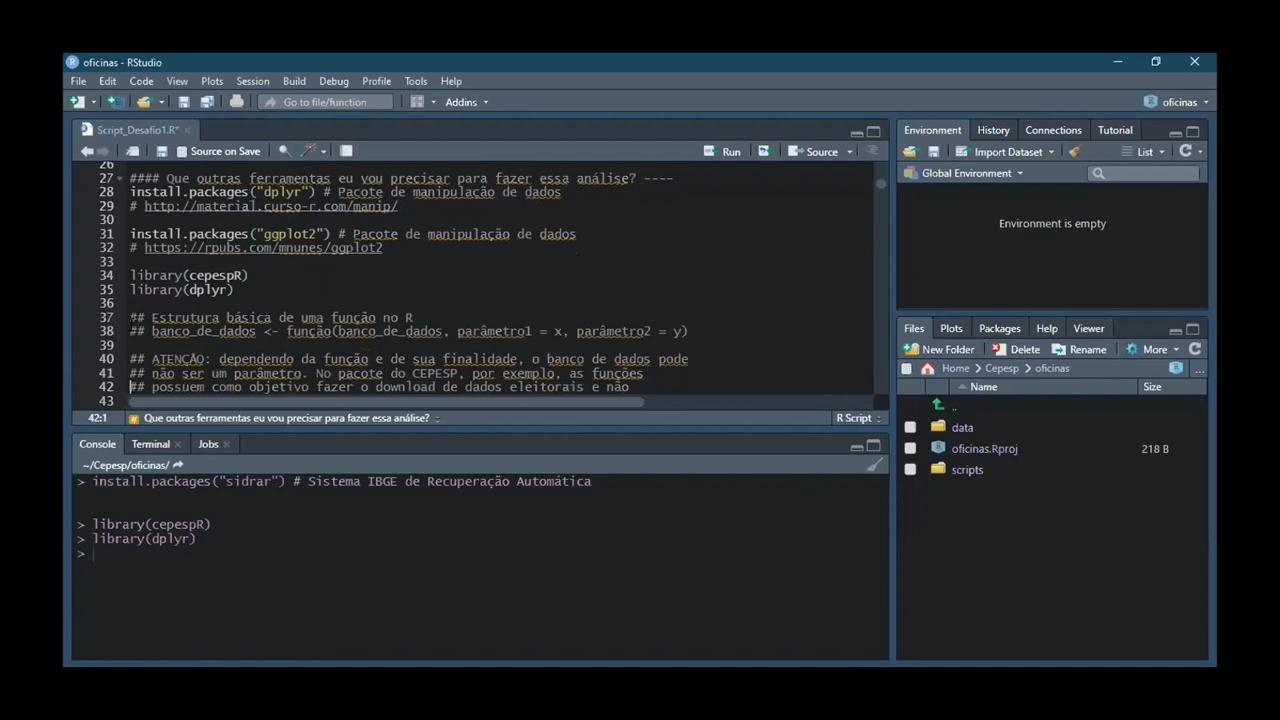 oficinas - RStudio
File Edit Code View Plots Session Build Debug Profile Tools Help
Go to file/function Addins oficinas
Script_Desafio1.R*
Source on Save Run Source
26
27 #### Que outras ferramentas eu vou precisar para fazer essa análise? ----
28 install.packages("dplyr") # Pacote de manipulação de dados
29 # http://material.curso-r.com/manip/
30
31 install.packages("ggplot2") # Pacote de manipulação de dados
32 # https://rpubs.com/mnunes/ggplot2
33
34 library(cepespR)
35 library(dplyr)
36
37 ## Estrutura básica de uma função no R
38 ## banco_de_dados <- função(banco_de_dados, parâmetro1 = x, parâmetro2 = y)
39
40 ## ATENÇÃO: dependendo da função e de sua finalidade, o banco de dados pode
41 ## não ser um parâmetro. No pacote do CEPESP, por exemplo, as funções
42 ## possuem como objetivo fazer o download de dados eleitorais e não
43
42:1 # Que outras ferramentas eu vou precisar para fazer essa análise? R Script
Console Terminal Jobs
~/Cepesp/oficinas/
> install.packages("sidrar") # Sistema IBGE de Recuperação Automática
> library(cepespR)
> library(dplyr)
>
Environment History Connections Tutorial
Import Dataset List
Global Environment
Environment is empty
Files Plots Packages Help Viewer
New Folder Delete Rename More
Home Cepesp oficinas R ...
Name Size
..
data
oficinas.Rproj 218 B
scripts